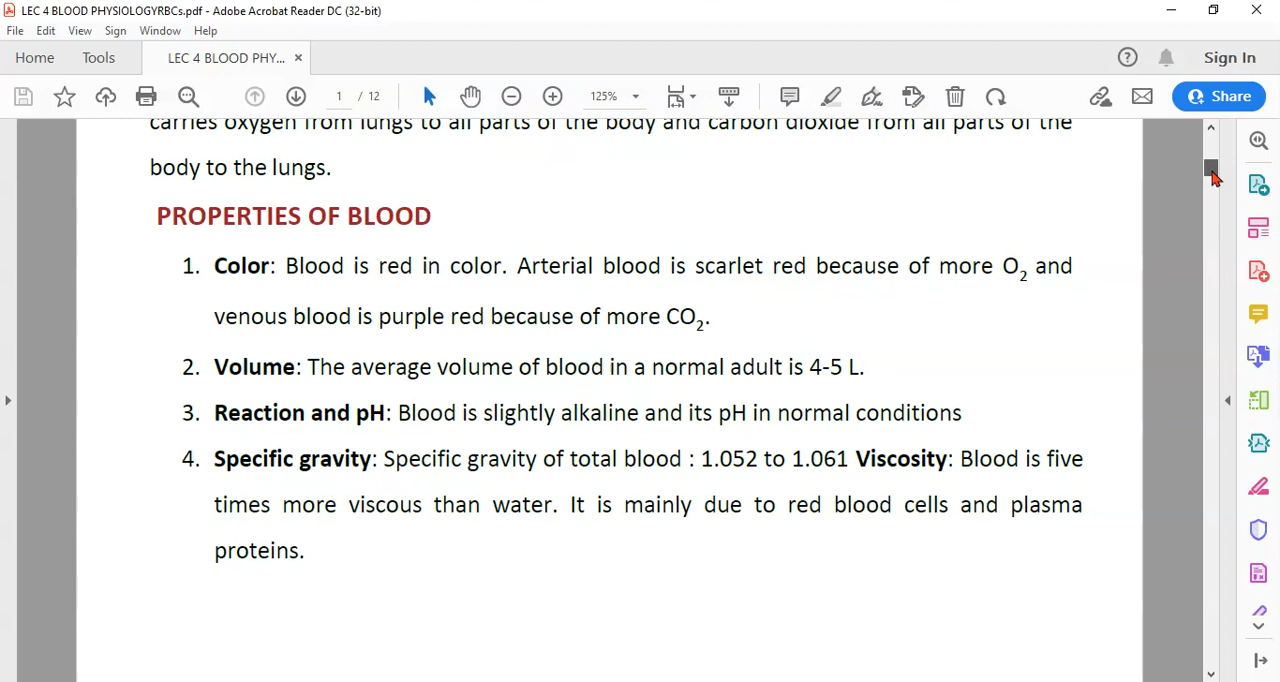 LEC 4 BLOOD PHYSIOLOGYRBCs.pdf - Adobe Acrobat Reader DC (32-bit)
File Edit View Sign Window Help
Home Tools LEC 4 BLOOD PHY... × Sign In
1 / 12 125% Share
carries oxygen from lungs to all parts of the body and carbon dioxide from all parts of the
body to the lungs.
PROPERTIES OF BLOOD
1. Color: Blood is red in color. Arterial blood is scarlet red because of more O₂ and
venous blood is purple red because of more CO₂.
2. Volume: The average volume of blood in a normal adult is 4-5 L.
3. Reaction and pH: Blood is slightly alkaline and its pH in normal conditions
4. Specific gravity: Specific gravity of total blood : 1.052 to 1.061 Viscosity: Blood is five
times more viscous than water. It is mainly due to red blood cells and plasma
proteins.